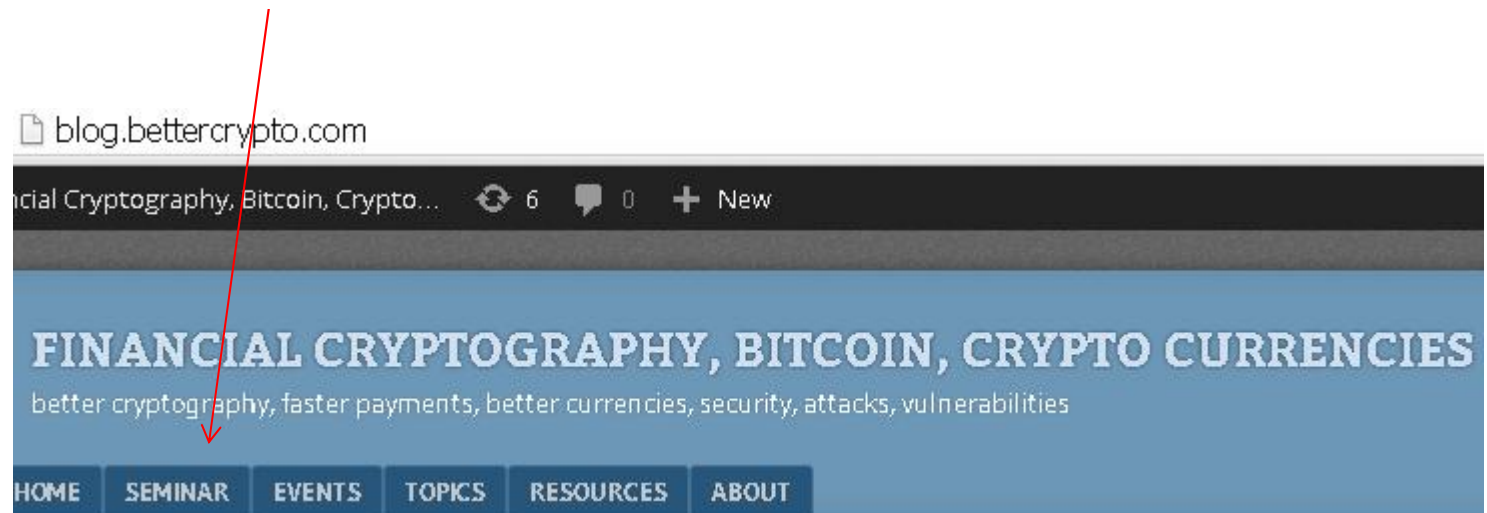 blog.bettercrypto.com
ncial Cryptography, Bitcoin, Crypto... 6 0 + New
FINANCIAL CRYPTOGRAPHY, BITCOIN, CRYPTO CURRENCIES
better cryptography, faster payments, better currencies, security, attacks, vulnerabilities
HOME SEMINAR EVENTS TOPICS RESOURCES ABOUT